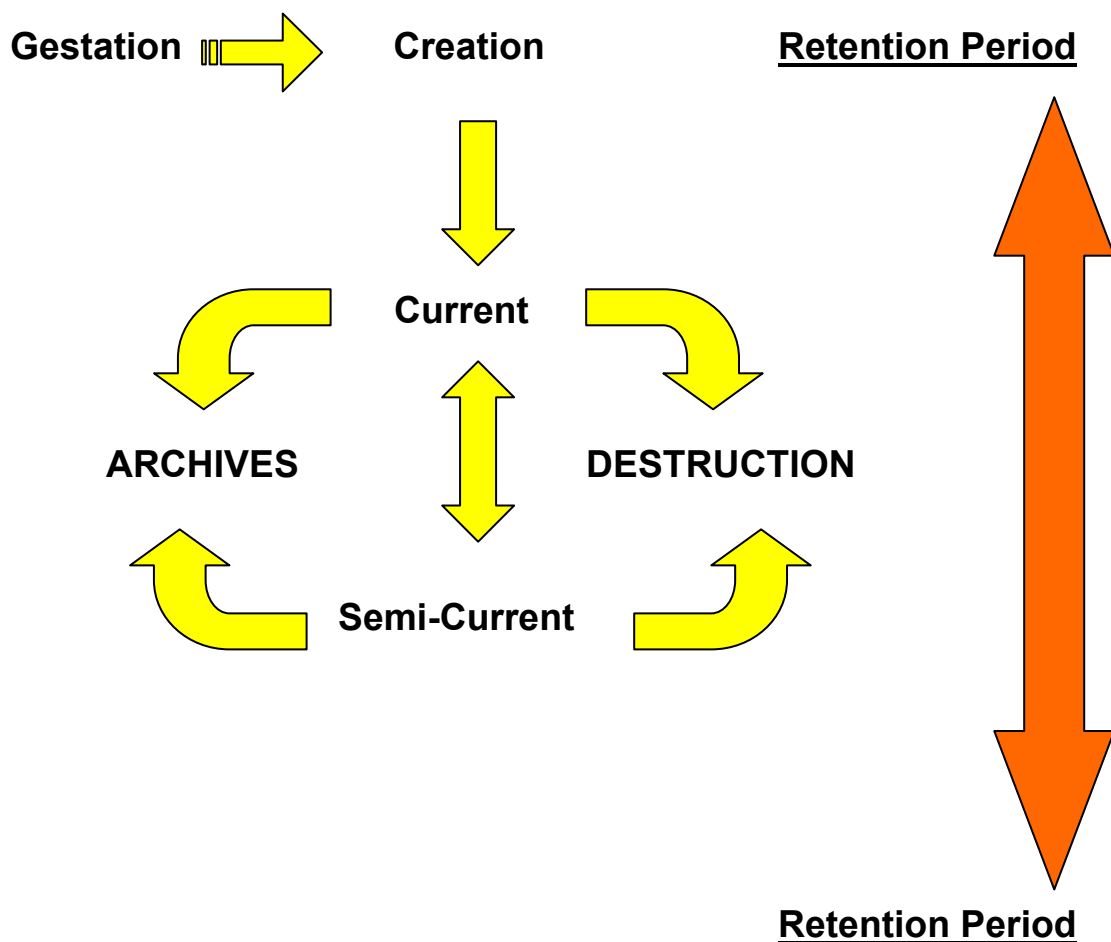 Gestation
Creation
Retention Period
Current
ARCHIVES
DESTRUCTION
Semi-Current
Retention Period